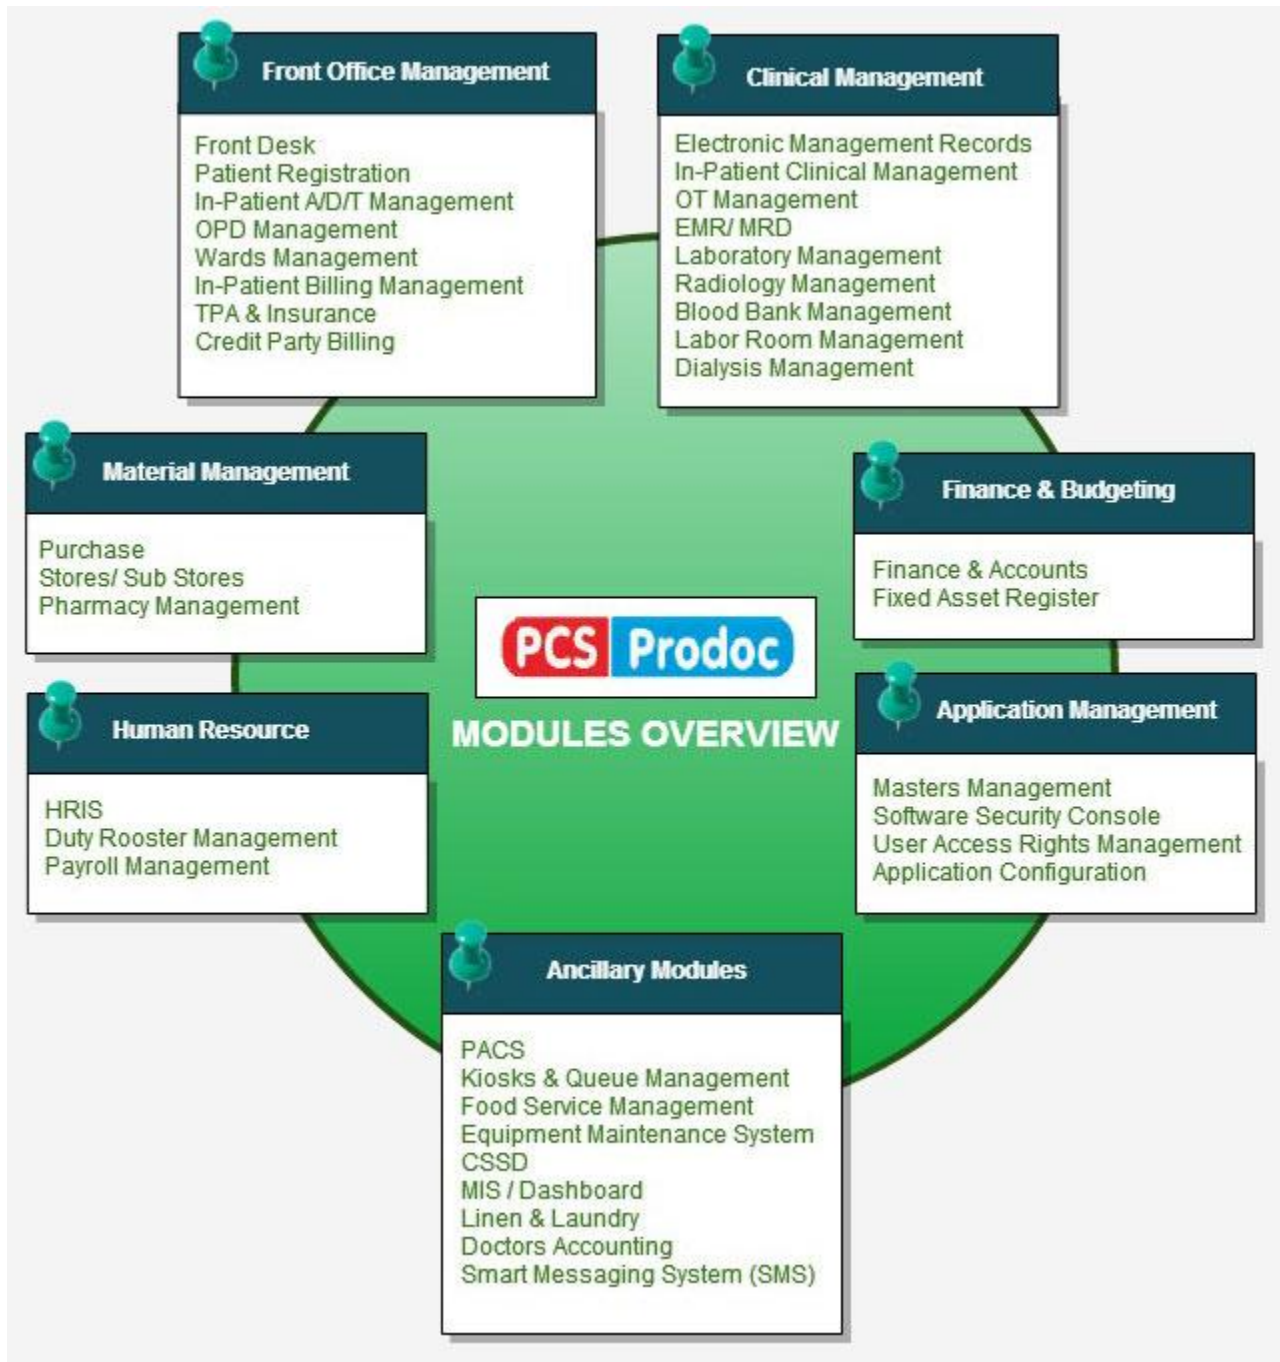 Front Office Management
Front Desk
Patient Registration
In-Patient A/D/T Management
OPD Management
Wards Management
In-Patient Billing Management
TPA & Insurance
Credit Party Billing
Clinical Management
Electronic Management Records
In-Patient Clinical Management
OT Management
EMR/ MRD
Laboratory Management
Radiology Management
Blood Bank Management
Labor Room Management
Dialysis Management
Material Management
Purchase
Stores/ Sub Stores
Pharmacy Management
Finance & Budgeting
Finance & Accounts
Fixed Asset Register
PCS Prodoc
MODULES OVERVIEW
Human Resource
HRIS
Duty Rooster Management
Payroll Management
Application Management
Masters Management
Software Security Console
User Access Rights Management
Application Configuration
Ancillary Modules
PACS
Kiosks & Queue Management
Food Service Management
Equipment Maintenance System
CSSD
MIS / Dashboard
Linen & Laundry
Doctors Accounting
Smart Messaging System (SMS)